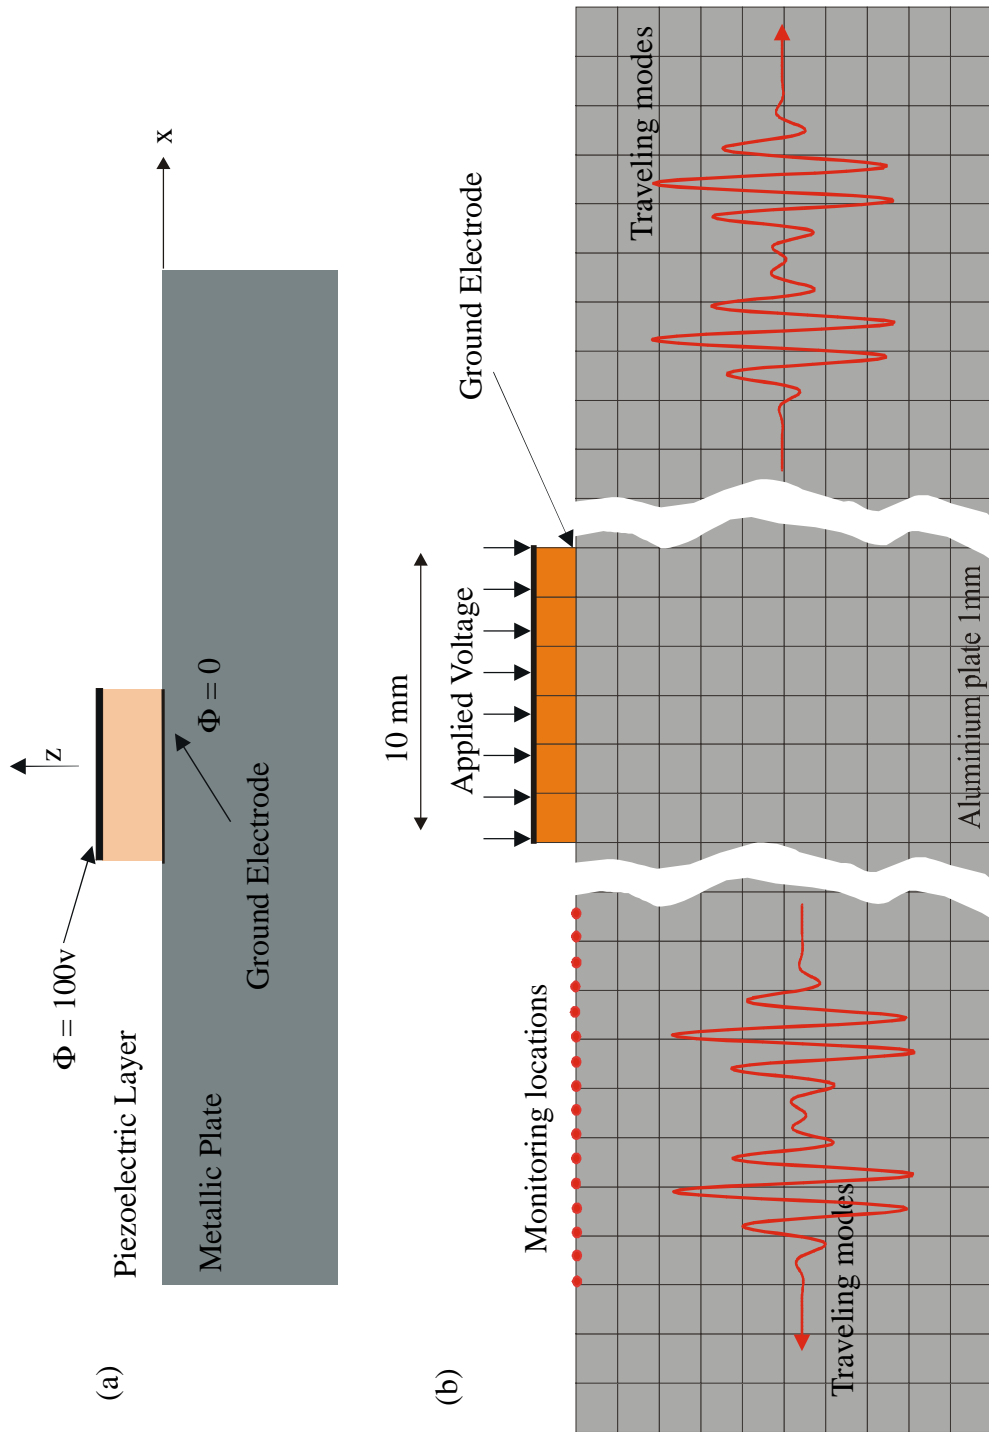 (a)
z
x
Φ = 100v
Piezoelectric Layer
Φ = 0
Metallic Plate
Ground Electrode
(b)
10 mm
Applied Voltage
Ground Electrode
Monitoring locations
Traveling modes
Traveling modes
Aluminium plate 1mm